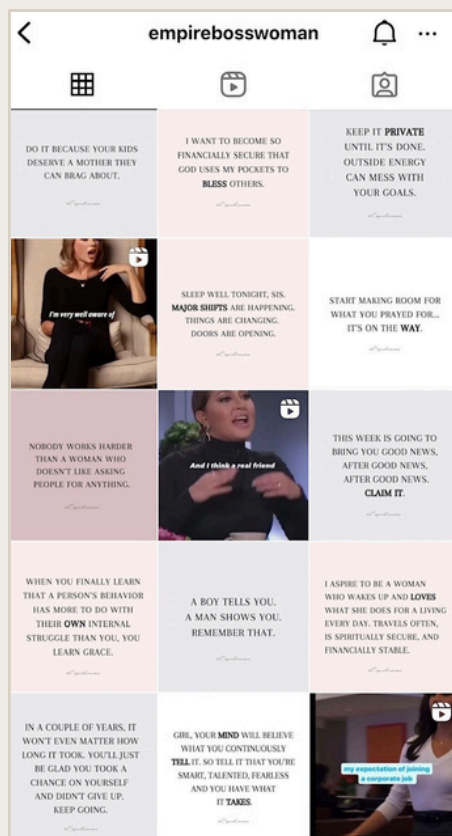 empirebosswoman
DO IT BECAUSE YOUR KIDS
DESERVE A MOTHER THEY
CAN BRAG ABOUT.
I WANT TO BECOME SO
FINANCIALLY SECURE THAT
GOD USES MY POCKETS TO
BLESS OTHERS.
KEEP IT PRIVATE
UNTIL IT'S DONE.
OUTSIDE ENERGY
CAN MESS WITH
YOUR GOALS.
I'm very well aware of
SLEEP WELL TONIGHT, SIS.
MAJOR SHIFTS ARE HAPPENING.
THINGS ARE CHANGING.
DOORS ARE OPENING.
START MAKING ROOM FOR
WHAT YOU PRAYED FOR...
IT'S ON THE WAY.
NOBODY WORKS HARDER
THAN A WOMAN WHO
DOESN'T LIKE ASKING
PEOPLE FOR ANYTHING.
And I think a real friend
THIS WEEK IS GOING TO
BRING YOU GOOD NEWS,
AFTER GOOD NEWS,
AFTER GOOD NEWS.
CLAIM IT.
WHEN YOU FINALLY LEARN
THAT A PERSON'S BEHAVIOR
HAS MORE TO DO WITH
THEIR OWN INTERNAL
STRUGGLE THAN YOU, YOU
LEARN GRACE.
A BOY TELLS YOU.
A MAN SHOWS YOU.
REMEMBER THAT.
I ASPIRE TO BE A WOMAN
WHO WAKES UP AND LOVES
WHAT SHE DOES FOR A LIVING
EVERY DAY. TRAVELS OFTEN,
IS SPIRITUALLY SECURE, AND
FINANCIALLY STABLE.
IN A COUPLE OF YEARS, IT
WON'T EVEN MATTER HOW
LONG IT TOOK. YOU'LL JUST
BE GLAD YOU TOOK A
CHANCE ON YOURSELF
AND DIDN'T GIVE UP.
KEEP GOING.
GIRL, YOUR MIND WILL BELIEVE
WHAT YOU CONTINUOUSLY
TELL IT. SO TELL IT THAT YOU'RE
SMART, TALENTED, FEARLESS
AND YOU HAVE WHAT
IT TAKES.
my expectation of joining
a corporate job